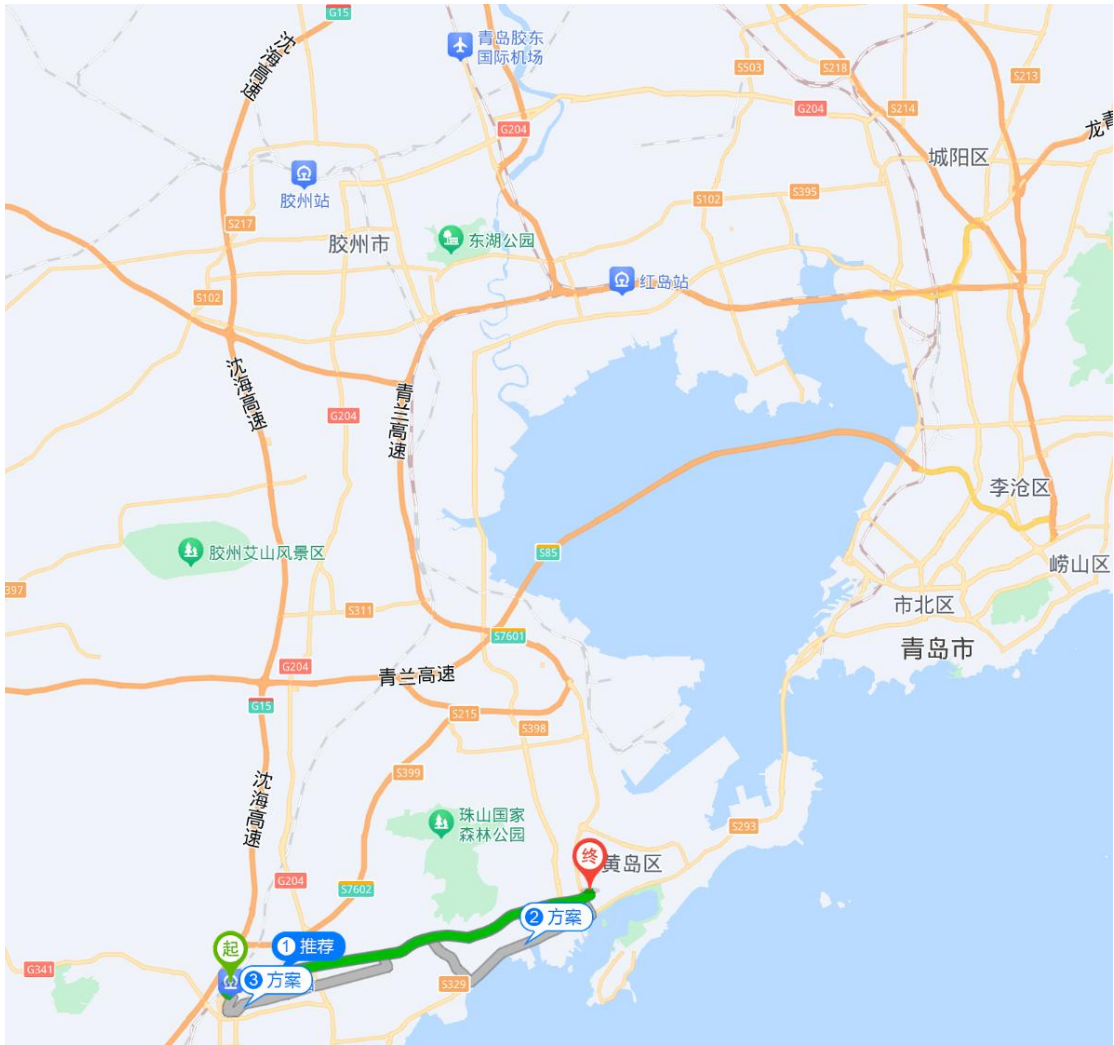 G15
沈海高速
青岛胶东
国际机场
S503
S218
S213
G204
S214
G204
龙青
城阳区
胶州站
S217
胶州市
东湖公园
S102
S395
红岛站
S102
沈海高速
青兰高速
G204
李沧区
S85
胶州艾山风景区
崂山区
S397
市北区
S311
S7601
青岛市
G204
青兰高速
G15
S215
S398
沈海高速
S399
珠山国家
森林公园
S293
终
黄岛区
G204
S7602
2 方案
起
1 推荐
G341
3 方案
S329